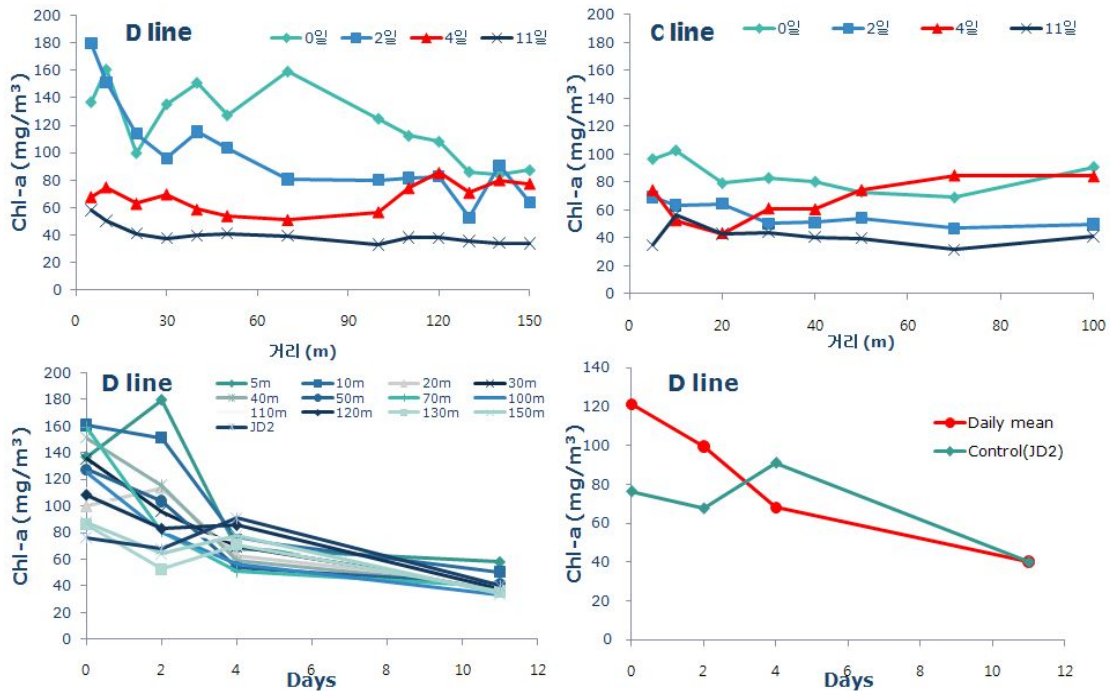 D line
0일 2일 4일 11일
Chl-a (mg/m³)
200
180
160
140
120
100
80
60
40
20
0
0 30 60 90 120 150
거리 (m)
C line
0일 2일 4일 11일
Chl-a (mg/m³)
200
180
160
140
120
100
80
60
40
20
0
0 20 40 60 80 100
거리 (m)
D line
5m 10m 20m 30m
40m 50m 70m 100m
110m 120m 130m 150m
JD2
Chl-a (mg/m³)
200
180
160
140
120
100
80
60
40
20
0
0 2 4 6 8 10 12
Days
D line
Daily mean
Control(JD2)
Chl-a (mg/m³)
140
120
100
80
60
40
20
0
0 2 4 6 8 10 12
Days